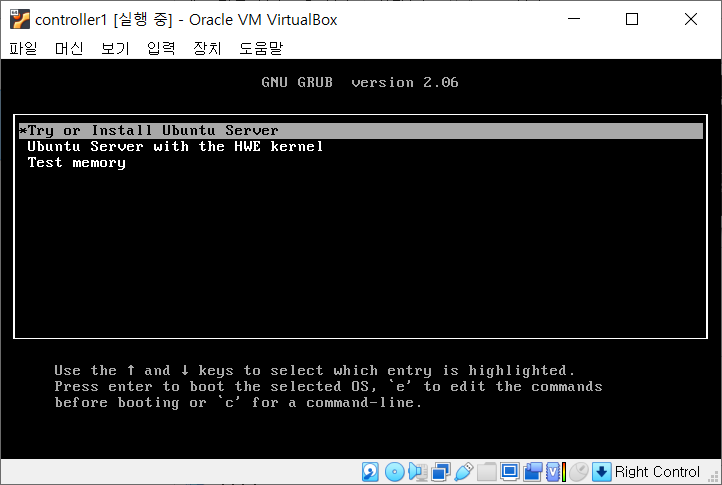 controller1 [실행 중] - Oracle VM VirtualBox
파일 머신 보기 입력 장치 도움말
GNU GRUB version 2.06
*Try or Install Ubuntu Server
Ubuntu Server with the HWE kernel
Test memory
Use the ↑ and ↓ keys to select which entry is highlighted.
Press enter to boot the selected OS, `e' to edit the commands
before booting or `c' for a command-line.
Right Control